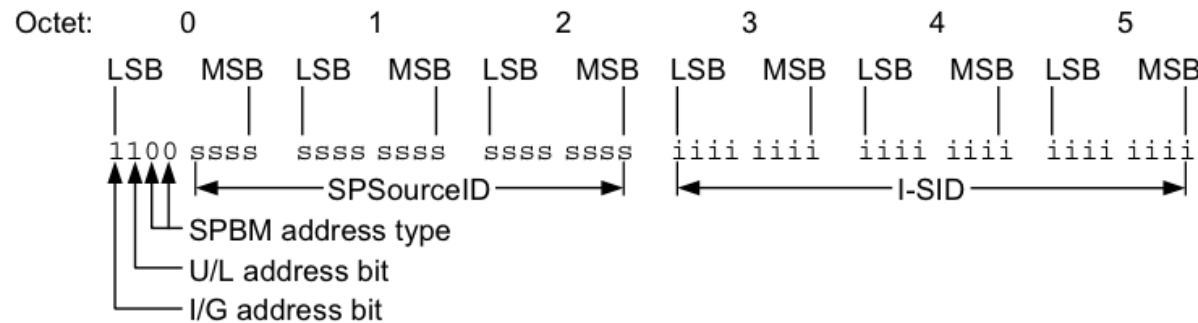 Octet: 0 1 2 3 4 5
LSB MSB LSB MSB LSB MSB LSB MSB LSB MSB LSB MSB
1100 ssss ssss ssss ssss ssss iiii iiii iiii iiii iiii iiii
SPSourceID I-SID
SPBM address type
U/L address bit
I/G address bit